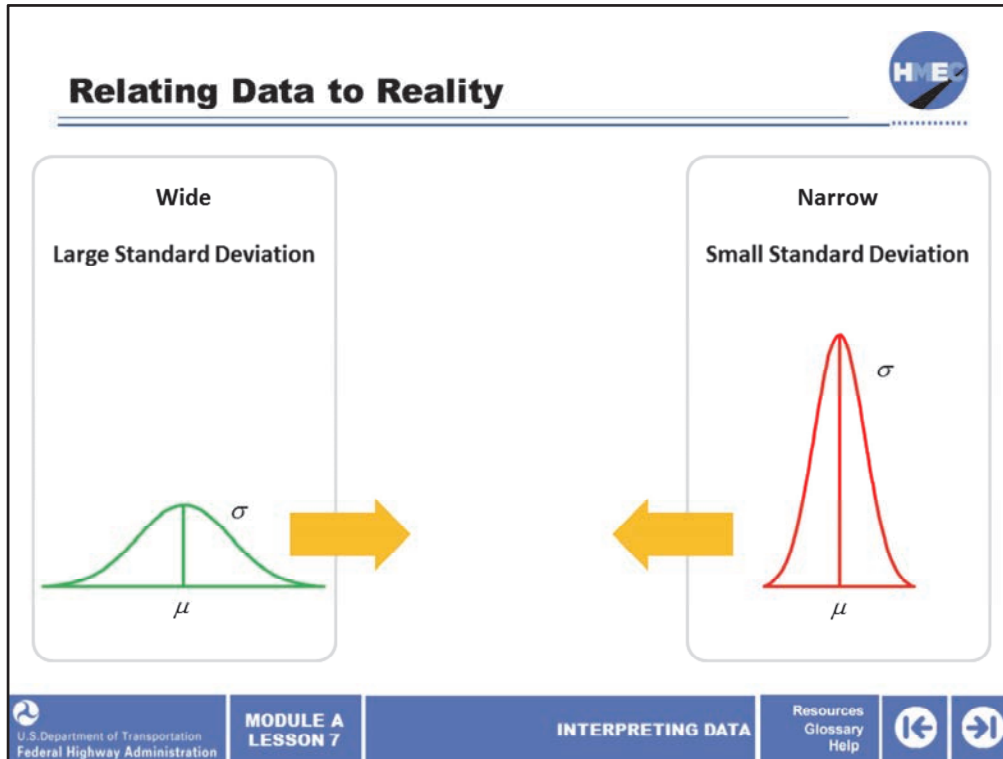 Relating Data to Reality
HMEC
Wide
Large Standard Deviation
σ
μ
Narrow
Small Standard Deviation
σ
μ
U.S.Department of Transportation
Federal Highway Administration
MODULE A
LESSON 7
INTERPRETING DATA
Resources
Glossary
Help